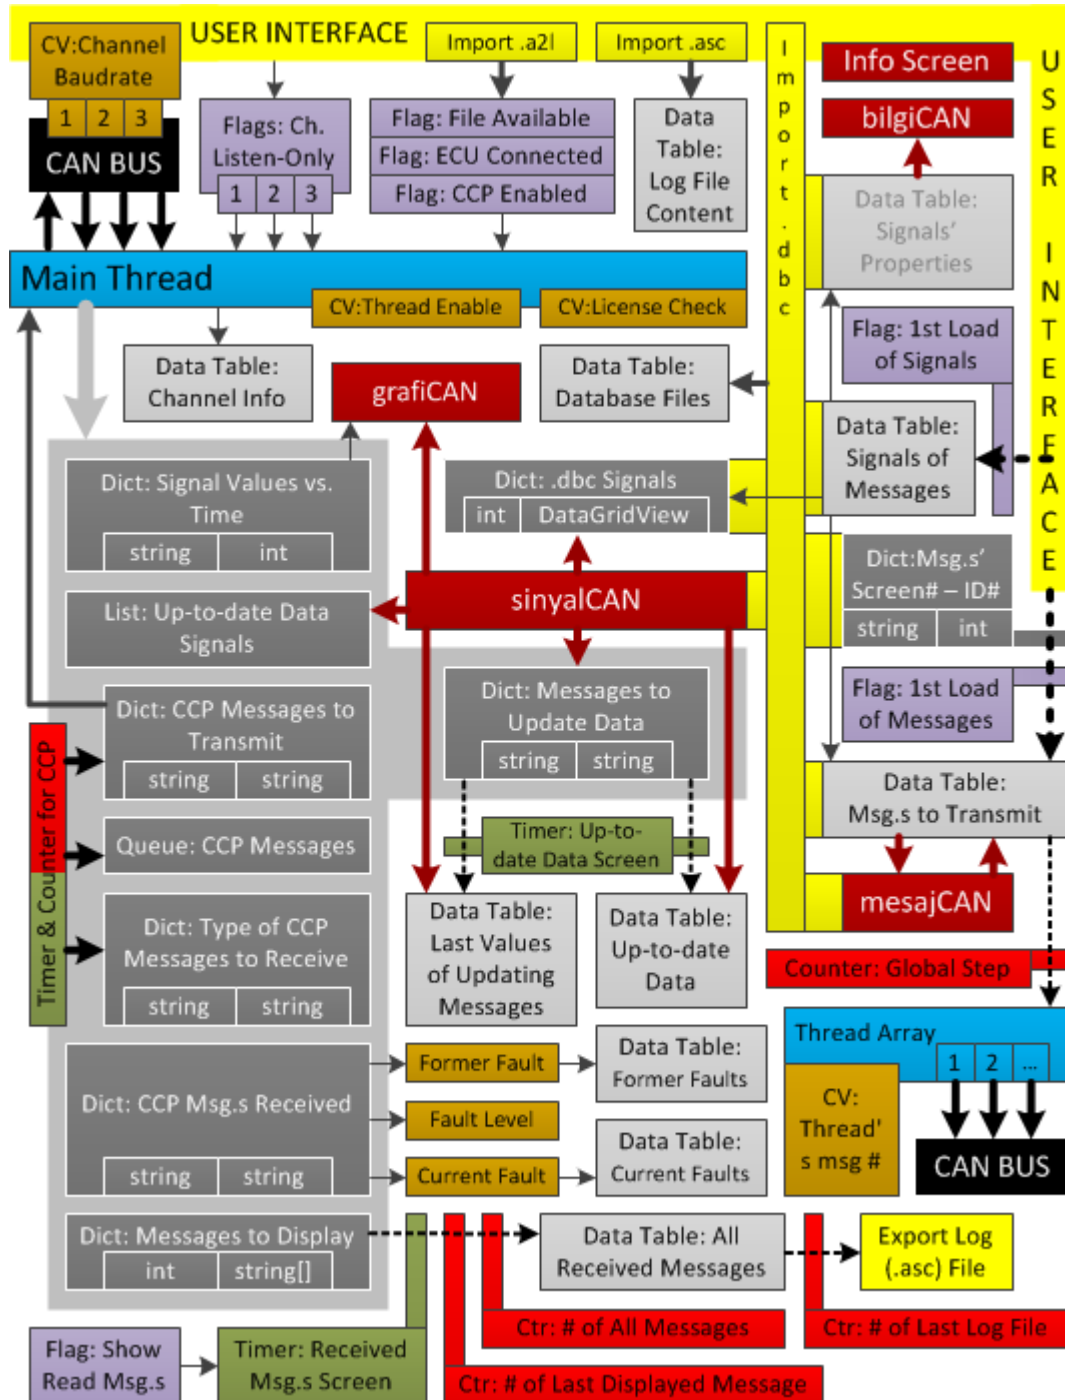 USER INTERFACE
CV:Channel
Baudrate
1 2 3
CAN BUS
Flags: Ch.
Listen-Only
1 2 3
Import .a2l
Flag: File Available
Flag: ECU Connected
Flag: CCP Enabled
Import .asc
Data
Table:
Log File
Content
Import .dbc
Info Screen
bilgiCAN
USER INTERFACE
Data Table:
Signals'
Properties
Main Thread
CV:Thread Enable
CV:License Check
Data Table:
Channel Info
grafiCAN
Data Table:
Database Files
Flag: 1st Load
of Signals
Data Table:
Signals of
Messages
Dict: Signal Values vs.
Time
string int
Dict: .dbc Signals
int DataGridView
List: Up-to-date Data
Signals
sinyalCAN
Dict:Msg.s'
Screen# – ID#
string int
Dict: CCP Messages to
Transmit
string string
Dict: Messages to
Update Data
string string
Flag: 1st Load
of Messages
Data Table:
Msg.s to Transmit
Timer & Counter for CCP
Queue: CCP Messages
Timer: Up-to-
date Data Screen
mesajCAN
Dict: Type of CCP
Messages to Receive
string string
Data Table:
Last Values
of Updating
Messages
Data Table:
Up-to-date
Data
Counter: Global Step
Thread Array
1 2 ...
CV:
Thread'
s msg #
CAN BUS
Dict: CCP Msg.s Received
string string
Former Fault
Fault Level
Current Fault
Data Table:
Former Faults
Data Table:
Current Faults
Dict: Messages to Display
int string[]
Data Table: All
Received Messages
Export Log
(.asc) File
Ctr: # of All Messages
Ctr: # of Last Log File
Flag: Show
Read Msg.s
Timer: Received
Msg.s Screen
Ctr: # of Last Displayed Message